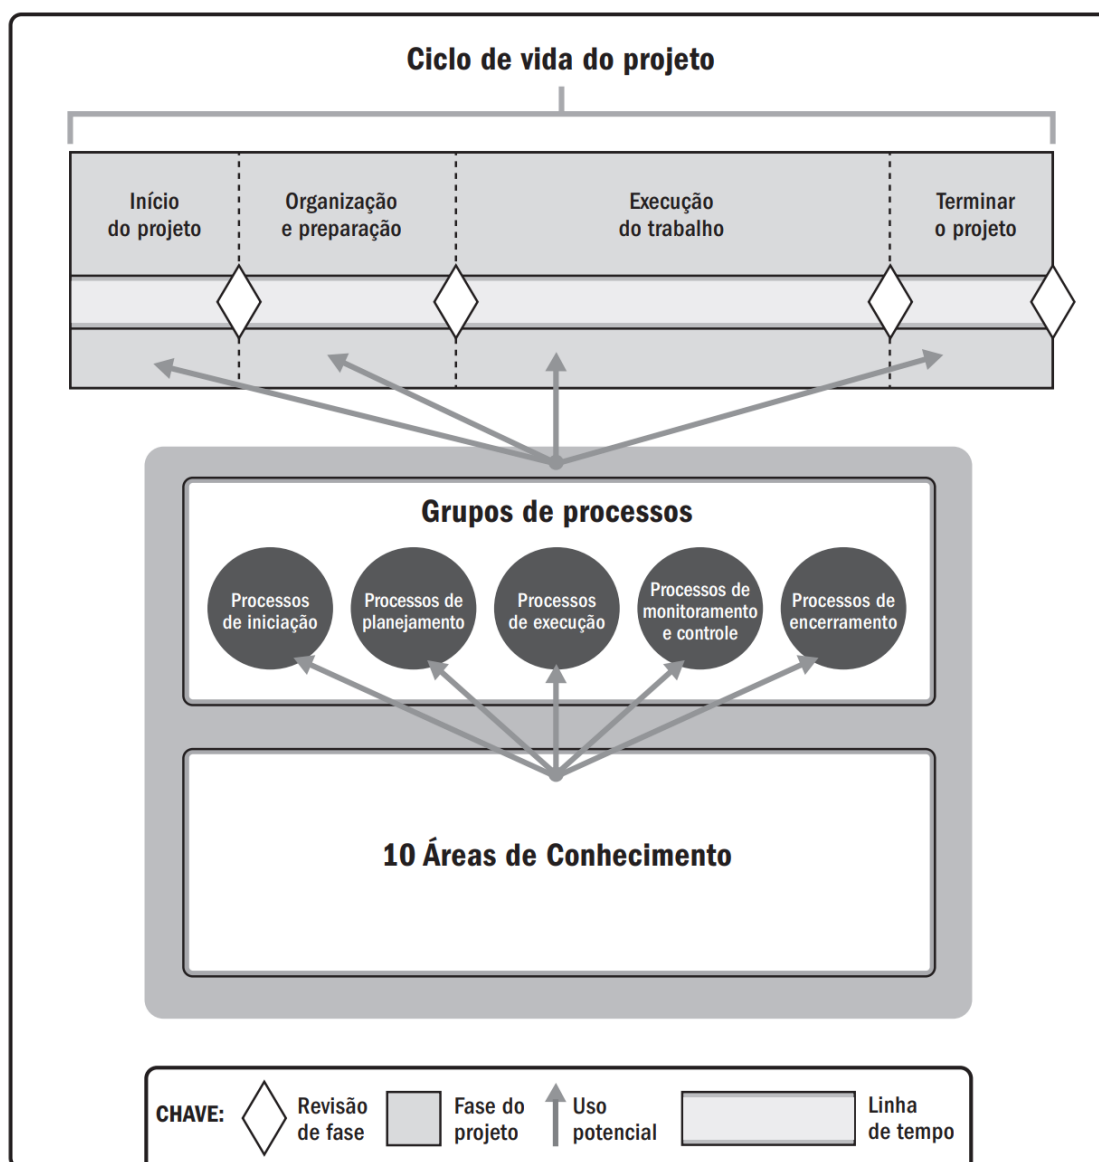 Ciclo de vida do projeto
Início
do projeto
Organização
e preparação
Execução
do trabalho
Terminar
o projeto
Grupos de processos
Processos
de iniciação
Processos de
planejamento
Processos
de execução
Processos de
monitoramento
e controle
Processos de
encerramento
10 Áreas de Conhecimento
CHAVE:
Revisão
de fase
Fase do
projeto
Uso
potencial
Linha
de tempo